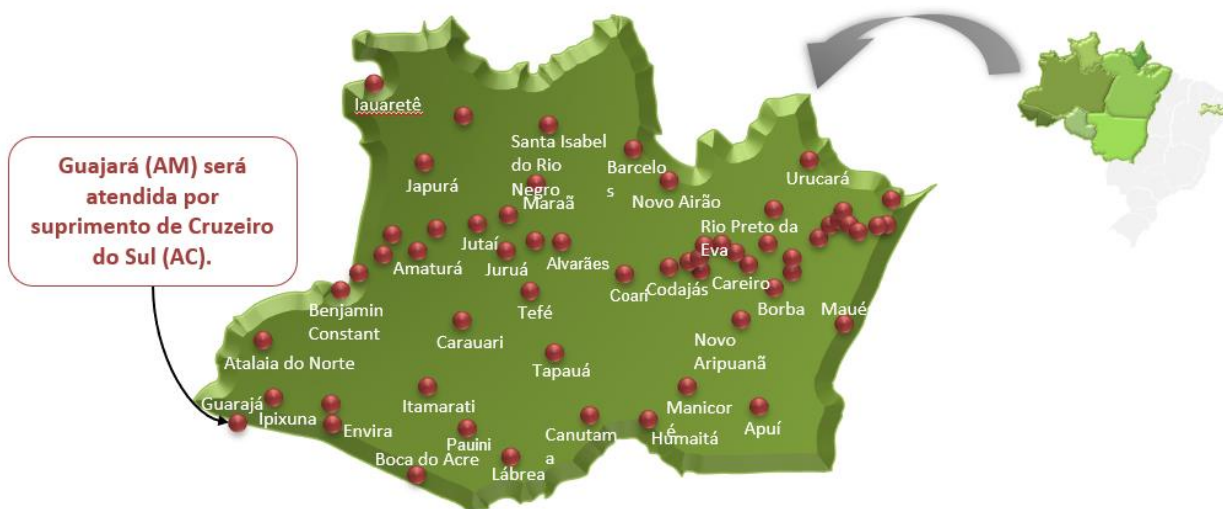 Guajará (AM) será
atendida por
suprimento de Cruzeiro
do Sul (AC).
Iauaretê
Santa Isabel
do Rio
Negro
Japurá
Maraã
Barcelo
s
Novo Airão
Urucará
Rio Preto da
Eva
Jutaí
Amaturá
Juruá
Alvarães
Coari
Codajás
Careiro
Borba
Maué
Benjamin
Constant
Tefé
Carauari
Novo
Aripuanã
Atalaia do Norte
Tapauá
Guarajá
Ipixuna
Itamarati
Envira
Pauini
Canutam
a
Manicor
é
Humaitá
Apuí
Boca do Acre
Lábrea